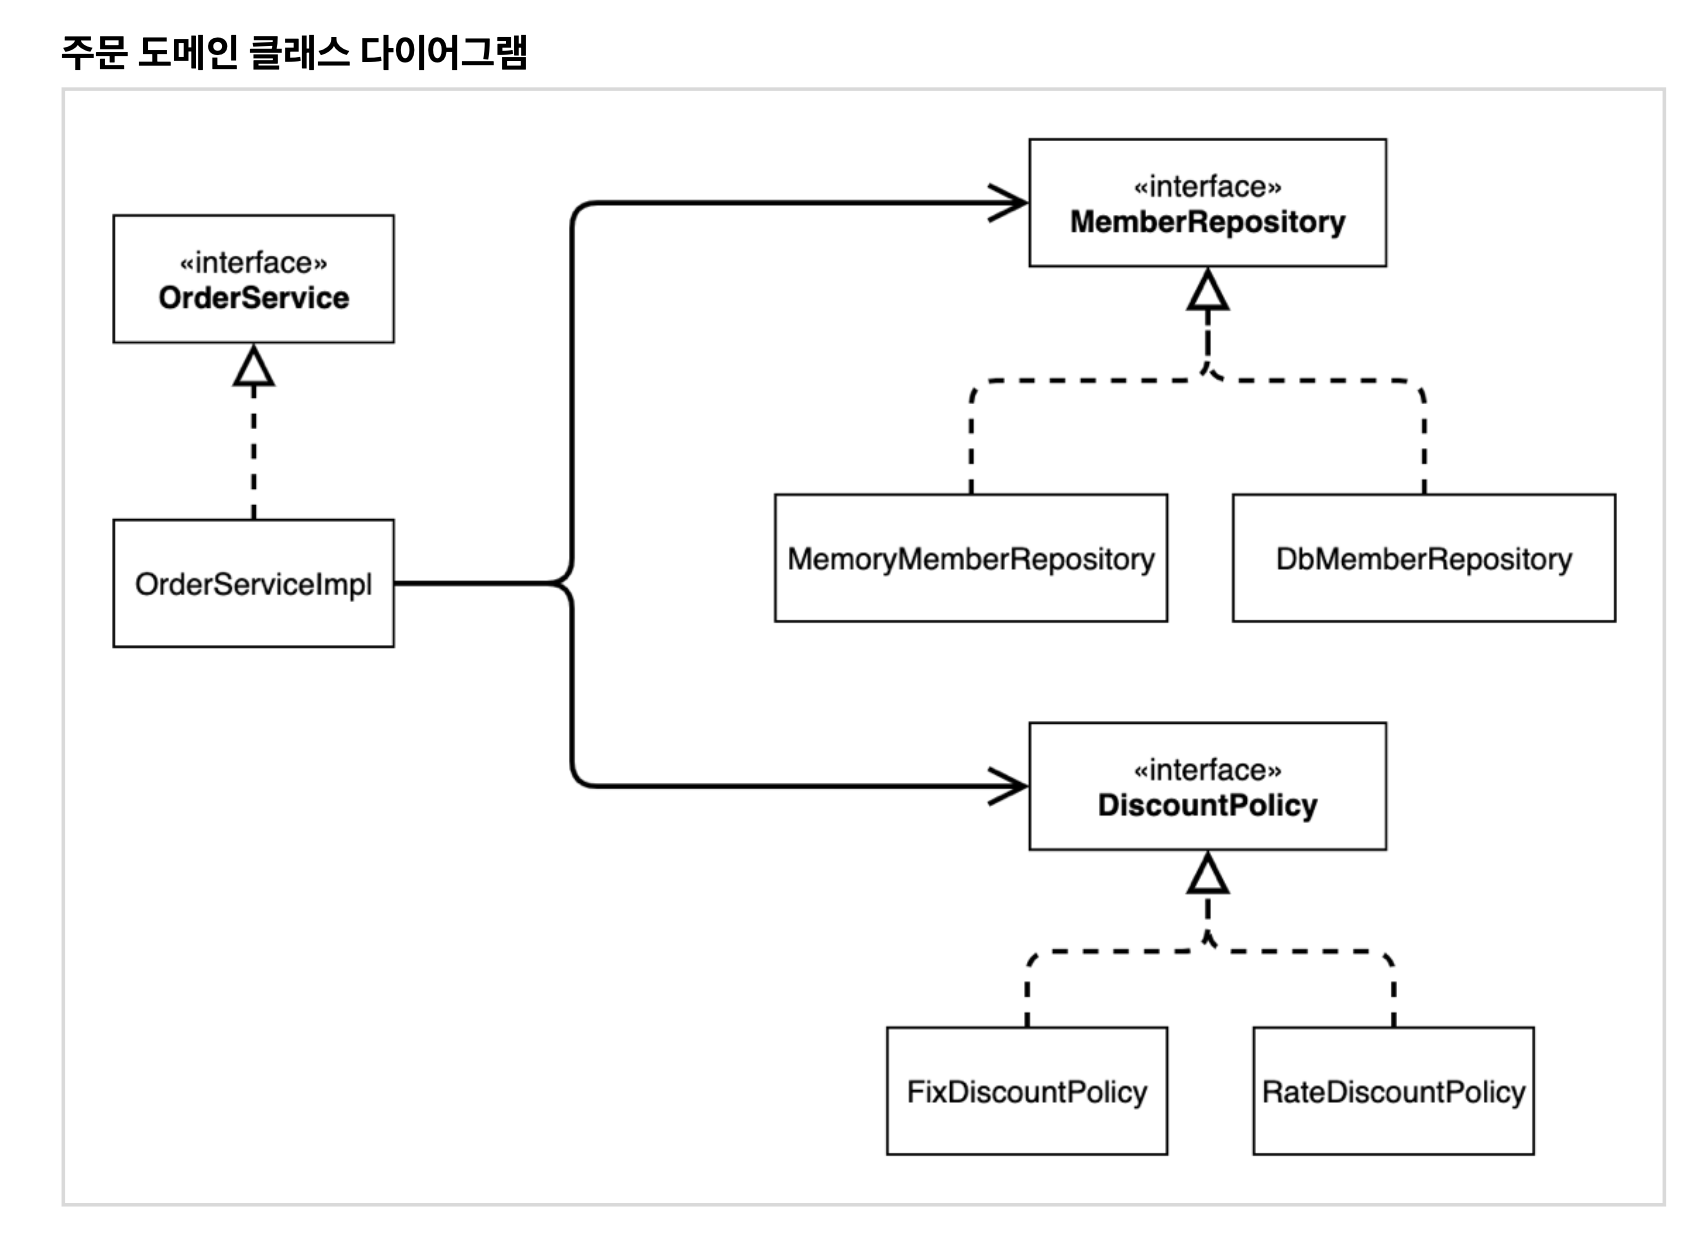 주문 도메인 클래스 다이어그램
«interface»
OrderService
OrderServiceImpl
«interface»
MemberRepository
MemoryMemberRepository
DbMemberRepository
«interface»
DiscountPolicy
FixDiscountPolicy
RateDiscountPolicy